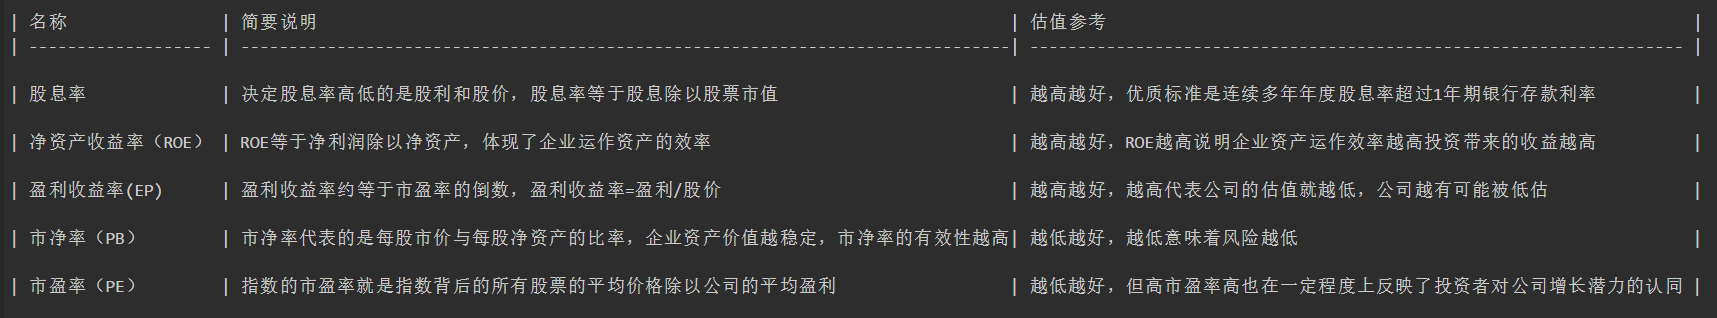 | 名称 | 简要说明 | 估值参考 |
| ------------------- | --------------------------------------------------------------------------------| -------------------------------------------------------------------- |
| 股息率 | 决定股息率高低的是股利和股价，股息率等于股息除以股票市值 | 越高越好，优质标准是连续多年年度股息率超过1年期银行存款利率 |
| 净资产收益率（ROE） | ROE等于净利润除以净资产，体现了企业运作资产的效率 | 越高越好，ROE越高说明企业资产运作效率越高投资带来的收益越高 |
| 盈利收益率(EP) | 盈利收益率约等于市盈率的倒数，盈利收益率=盈利/股价 | 越高越好，越高代表公司的估值就越低，公司越有可能被低估 |
| 市净率（PB） | 市净率代表的是每股市价与每股净资产的比率，企业资产价值越稳定，市净率的有效性越高| 越低越好，越低意味着风险越低 |
| 市盈率（PE） | 指数的市盈率就是指数背后的所有股票的平均价格除以公司的平均盈利 | 越低越好，但高市盈率高也在一定程度上反映了投资者对公司增长潜力的认同 |